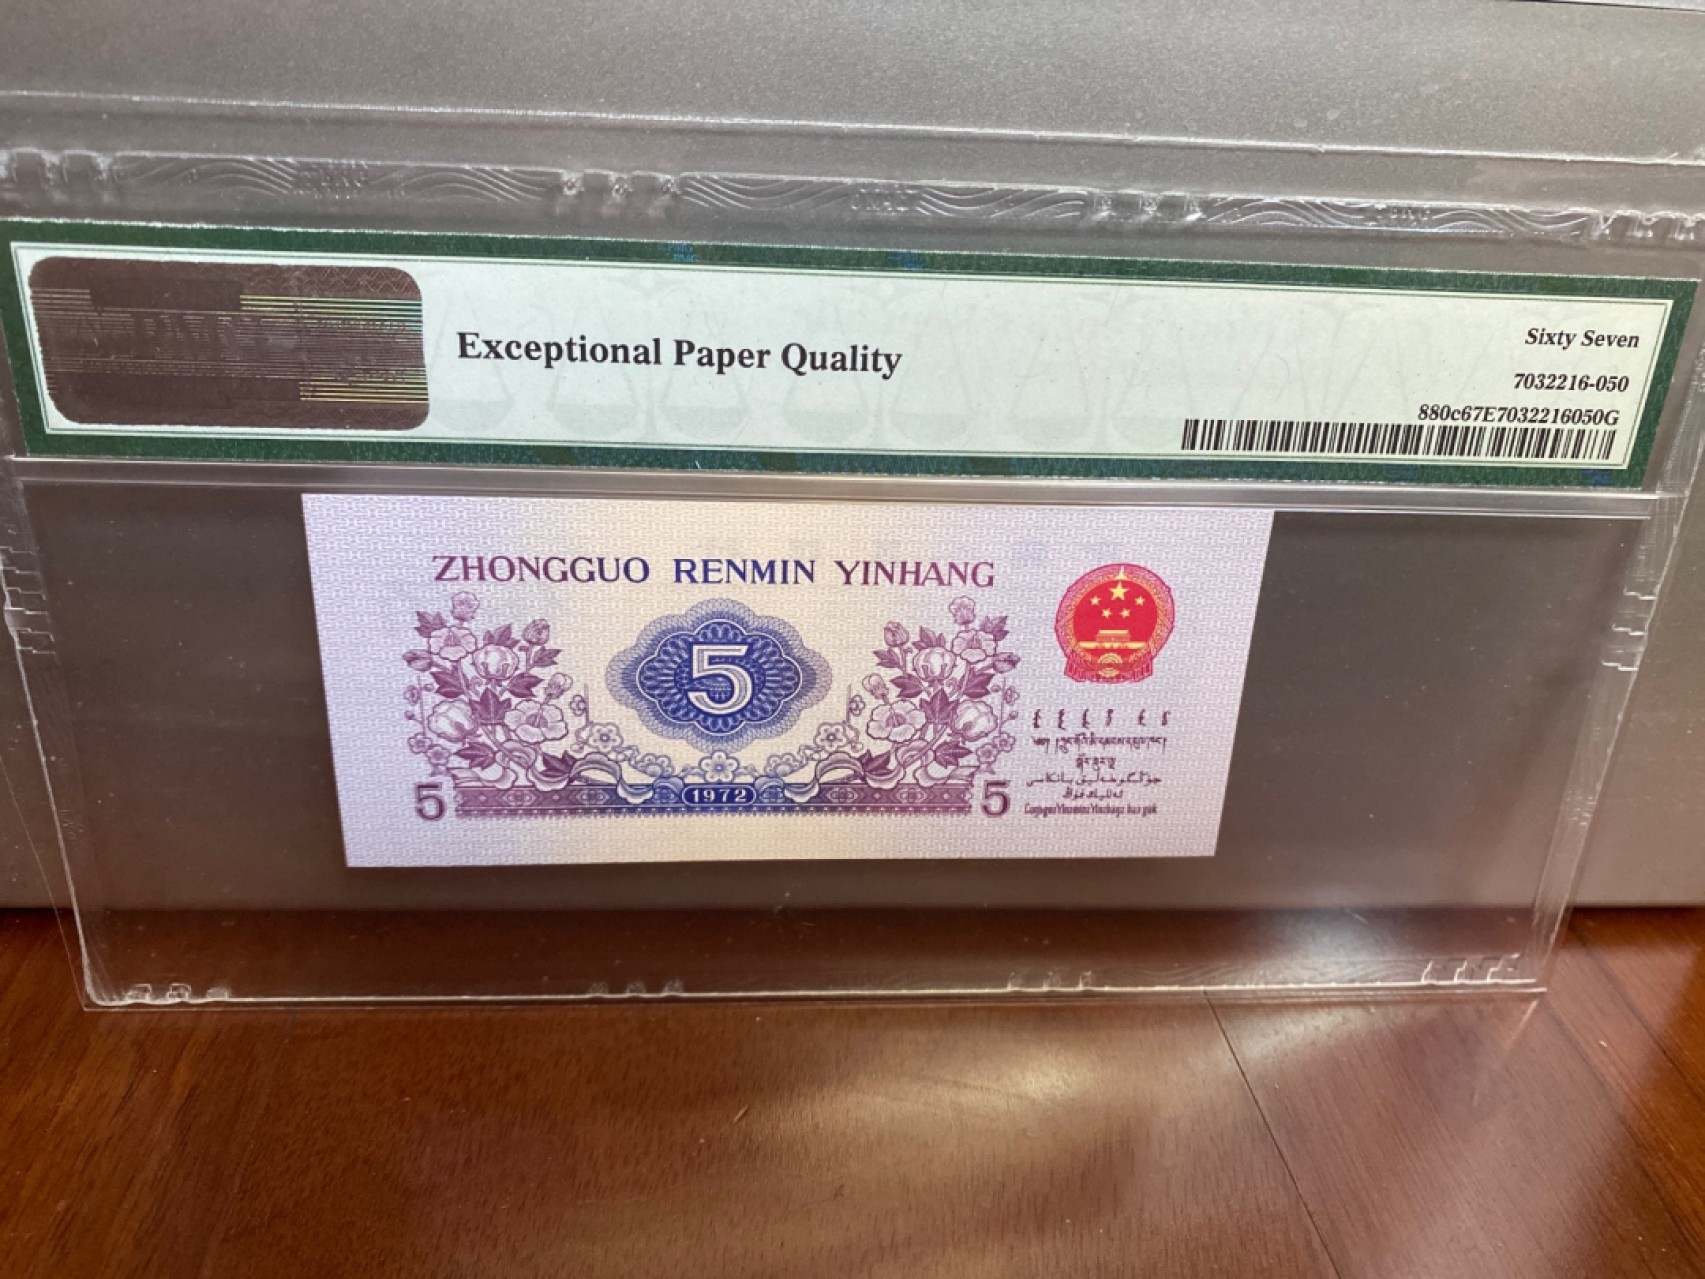 Exceptional Paper Quality
Sixty Seven
7032216-050
880c67E7032216050G
ZHONGGUO RENMIN YINHANG
5
5 1972 5